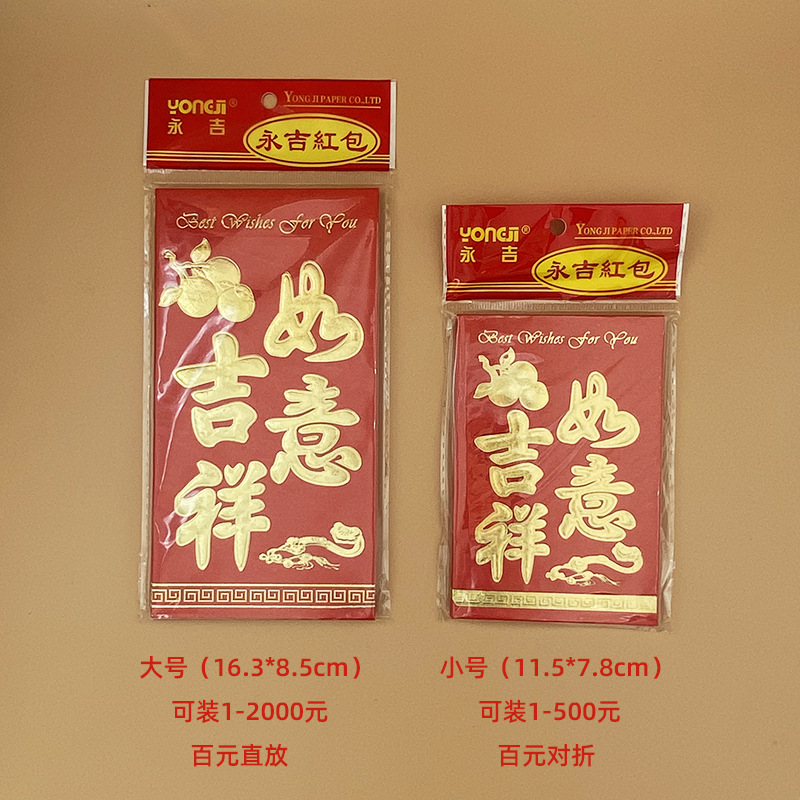 YONGJI®
永吉
YONG JI PAPER CO.,LTD
永吉紅包
Best Wishes For You
如意
吉祥
YONGJI®
永吉
YONG JI PAPER CO.,LTD
永吉紅包
Best Wishes For You
如意
吉祥
大号（16.3*8.5cm）
可装1-2000元
百元直放
小号（11.5*7.8cm）
可装1-500元
百元对折